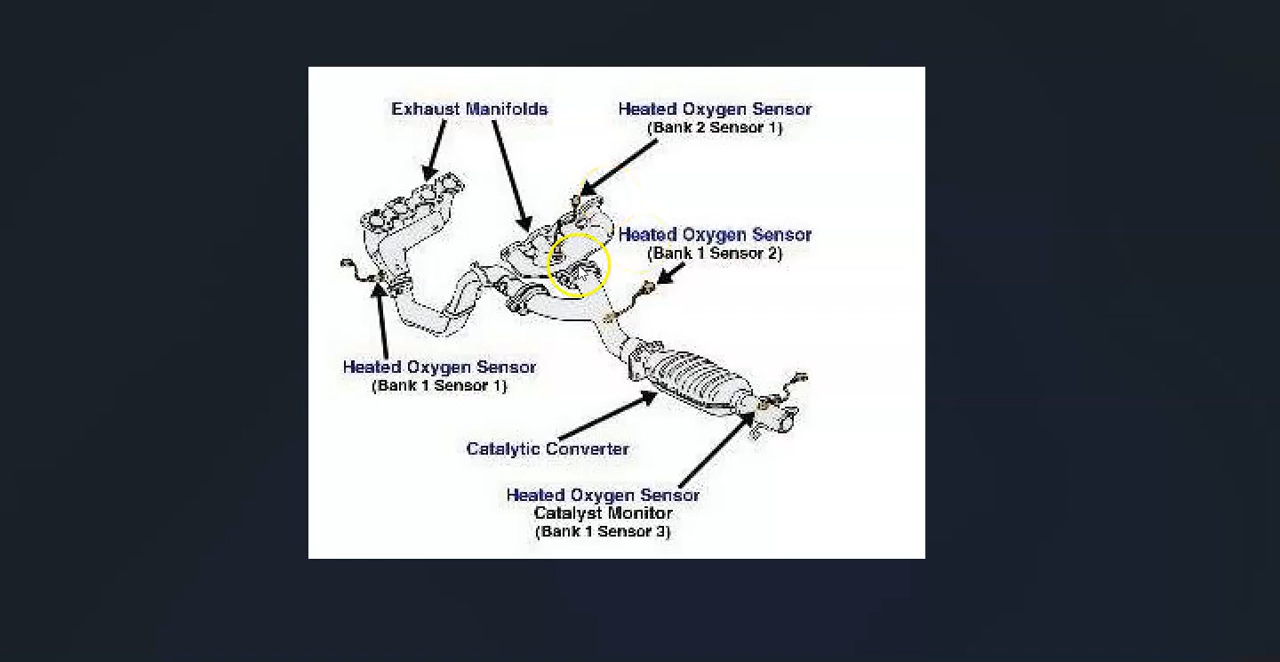 Exhaust Manifolds
Heated Oxygen Sensor
(Bank 2 Sensor 1)
Heated Oxygen Sensor
(Bank 1 Sensor 2)
Heated Oxygen Sensor
(Bank 1 Sensor 1)
Catalytic Converter
Heated Oxygen Sensor
Catalyst Monitor
(Bank 1 Sensor 3)